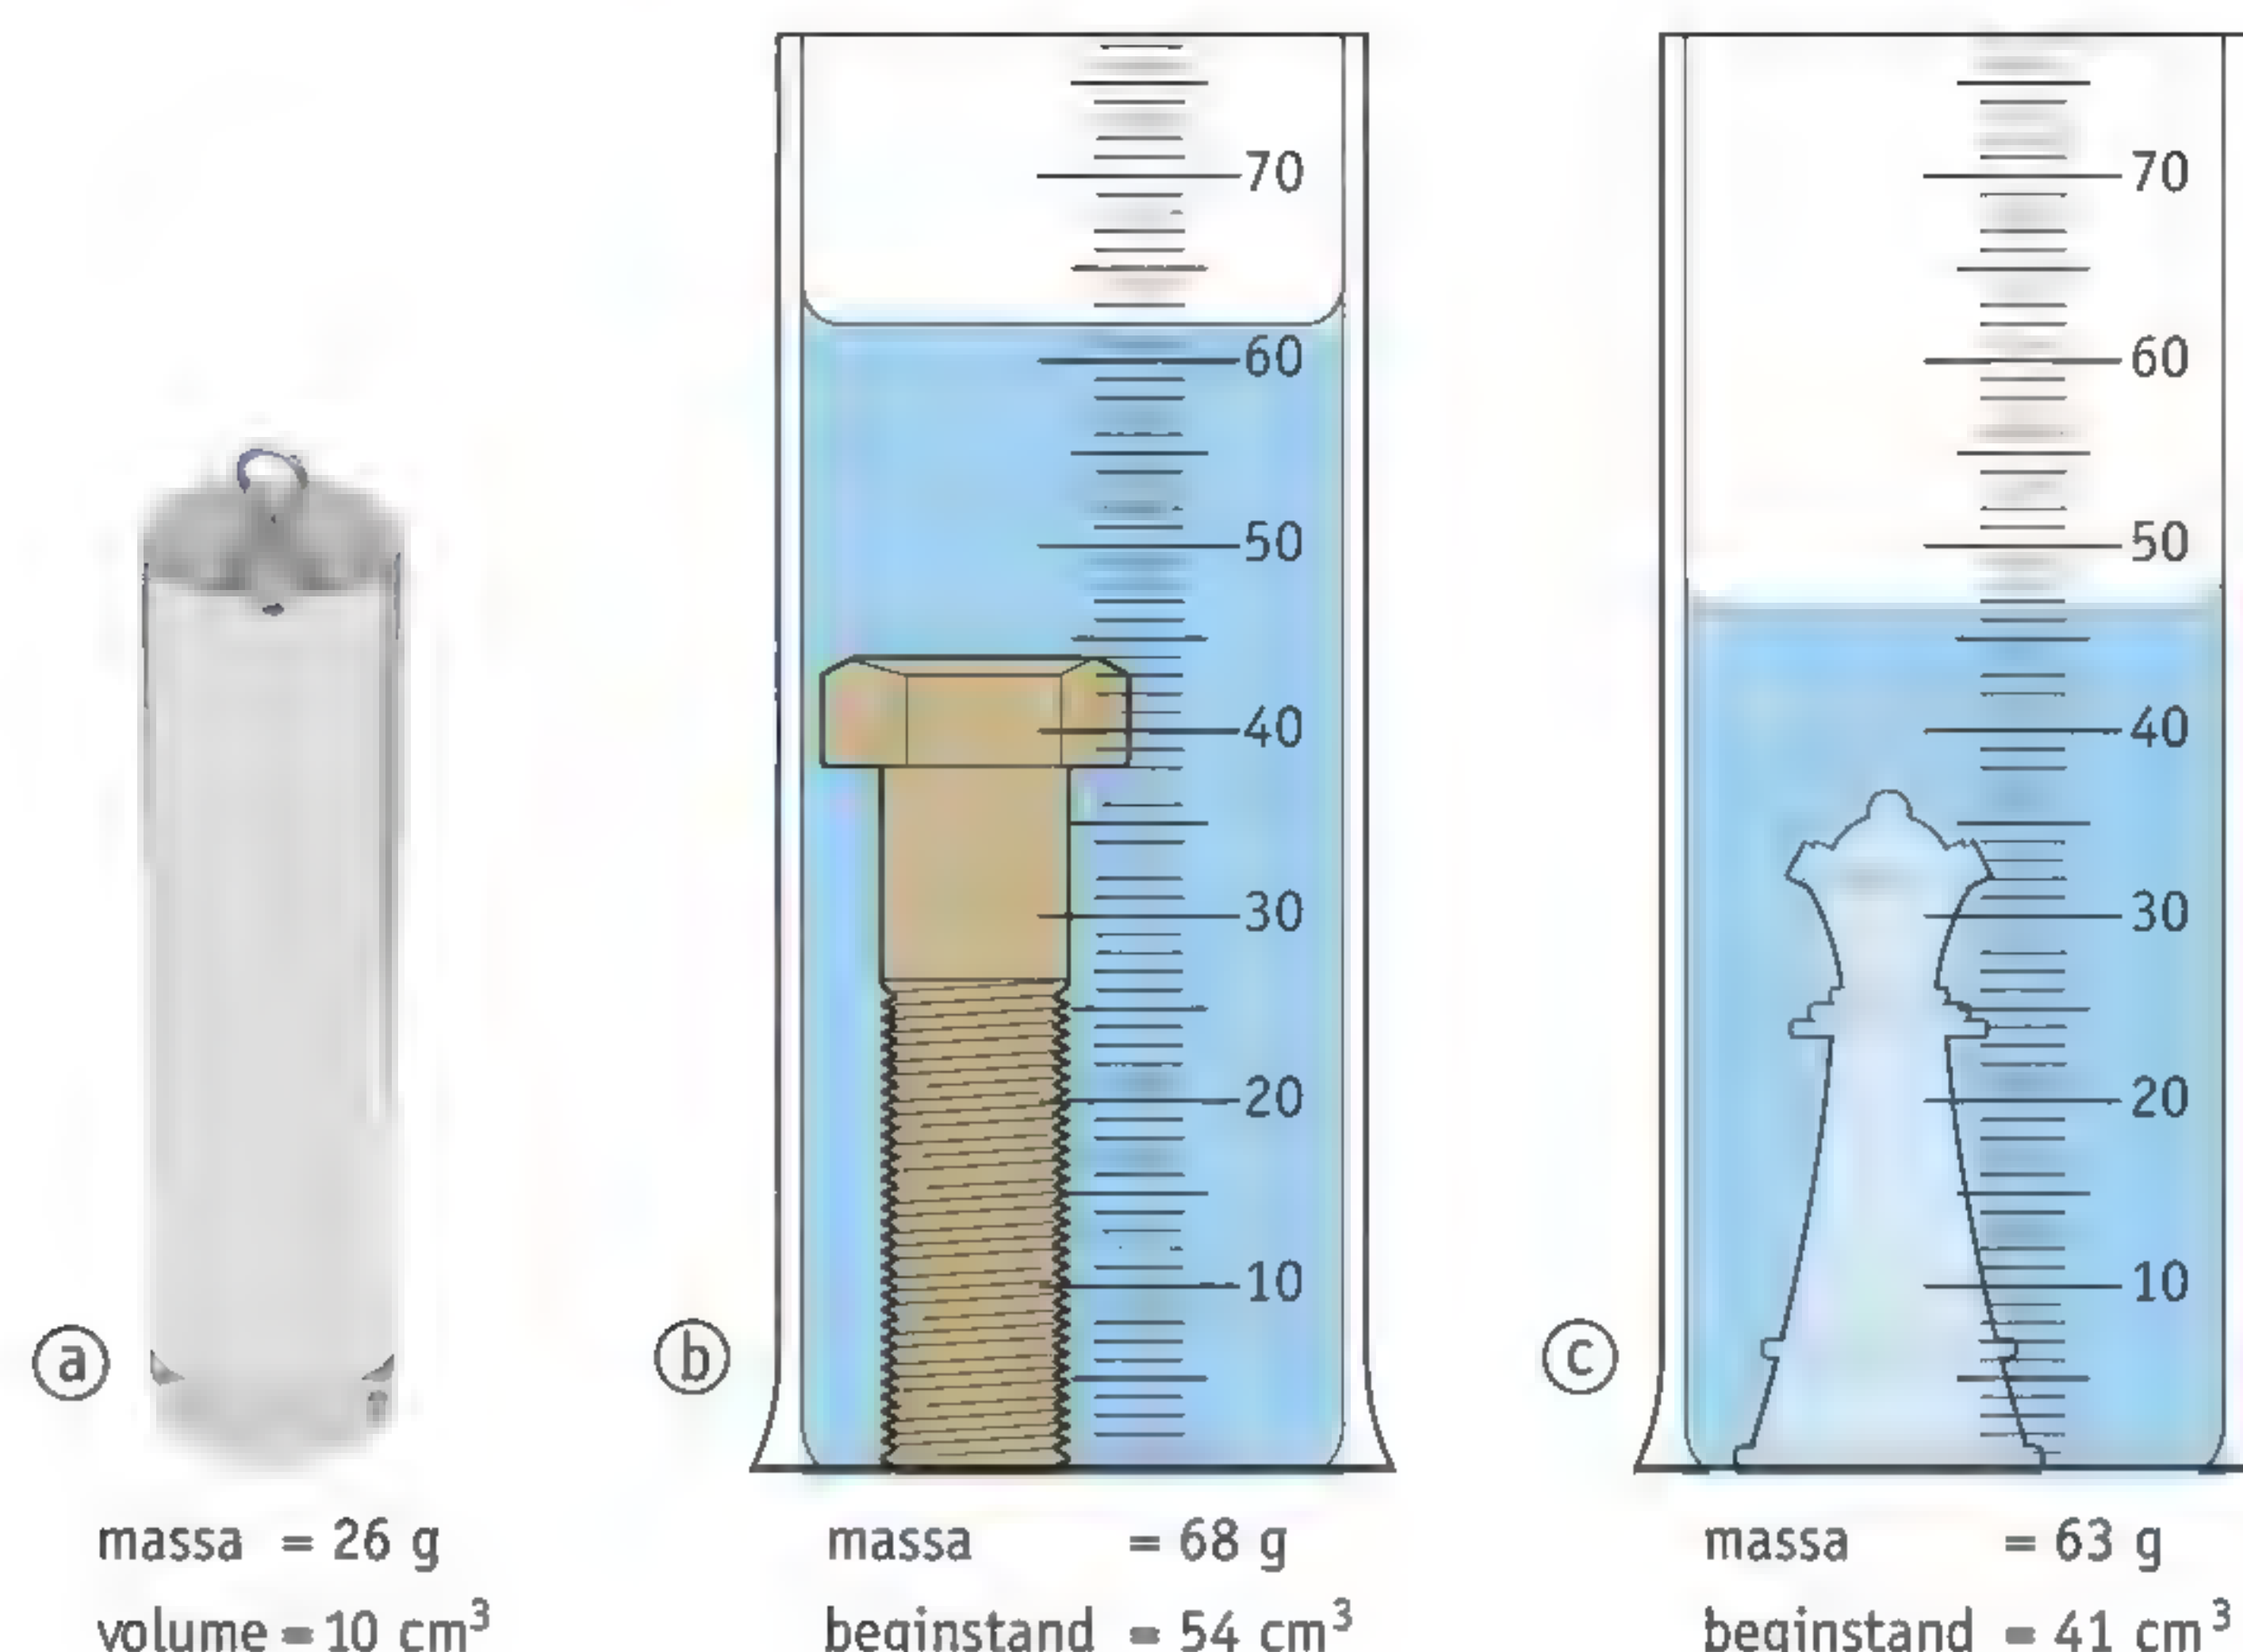 70
60
50
40
30
20
10
70
60
50
40
30
20
10
a
b
c
massa = 26 g
volume = 10 cm³
massa = 68 g
beginstand = 54 cm³
massa = 63 g
beginstand = 41 cm³